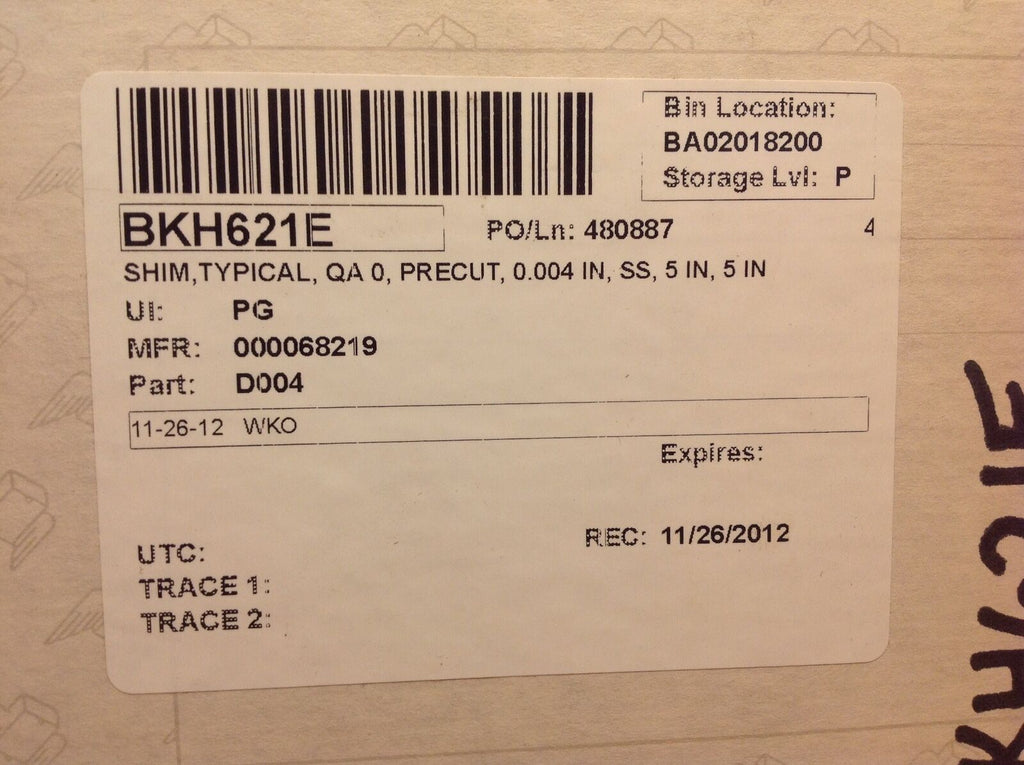 Bin Location:
BA02018200
Storage Lvl: P
BKH621E
PO/Ln: 480887 4
SHIM,TYPICAL, QA 0, PRECUT, 0.004 IN, SS, 5 IN, 5 IN
UI: PG
MFR: 000068219
Part: D004
11-26-12 WKO
Expires:
REC: 11/26/2012
UTC:
TRACE 1:
TRACE 2:
KH621E